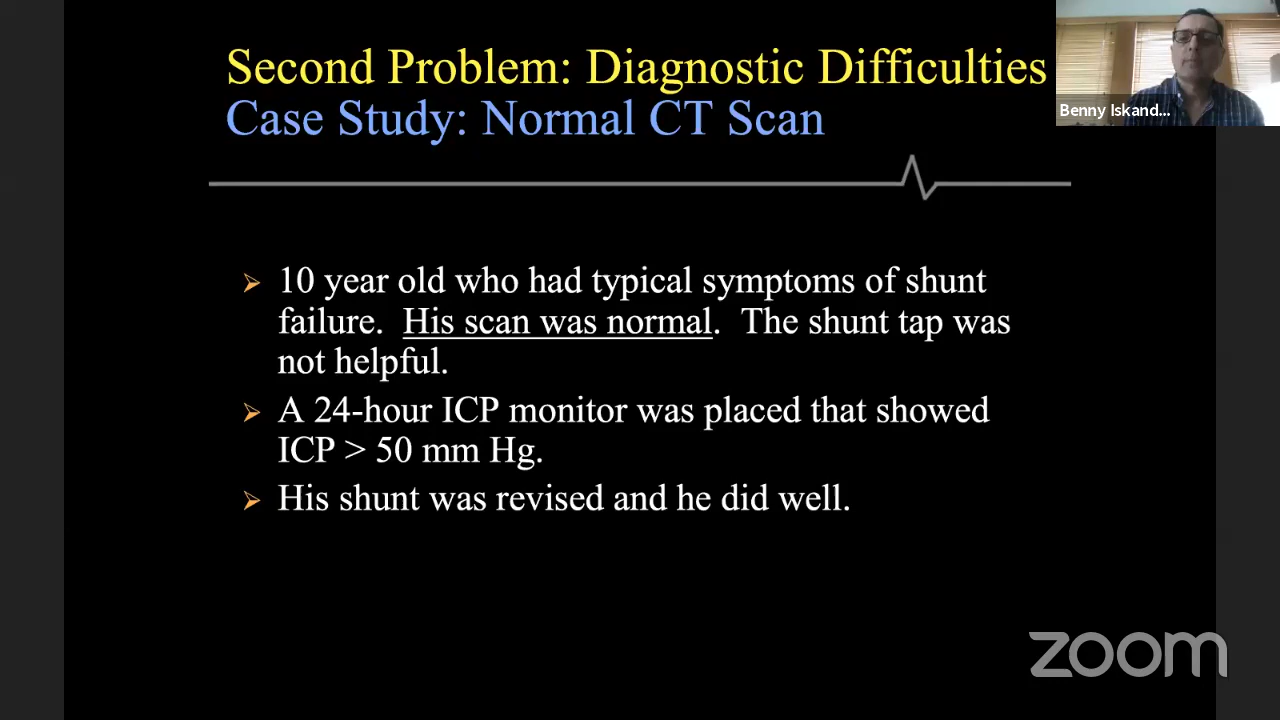 Second Problem: Diagnostic Difficulties
Case Study: Normal CT Scan
Benny Iskand...
10 year old who had typical symptoms of shunt
failure. His scan was normal. The shunt tap was
not helpful.
A 24-hour ICP monitor was placed that showed
ICP > 50 mm Hg.
His shunt was revised and he did well.
zoom